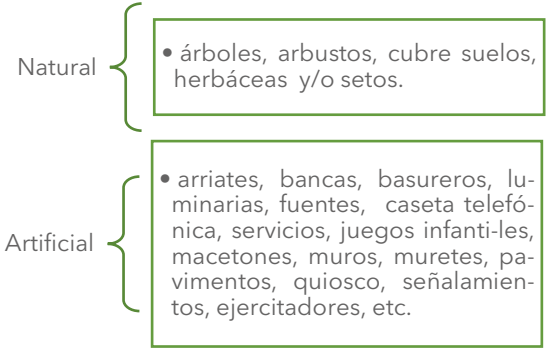 Natural
• árboles, arbustos, cubre suelos,
herbáceas y/o setos.
Artificial
• arriates, bancas, basureros, lu-
minarias, fuentes, caseta telefó-
nica, servicios, juegos infanti-les,
macetones, muros, muretes, pa-
vimentos, quiosco, señalamien-
tos, ejercitadores, etc.